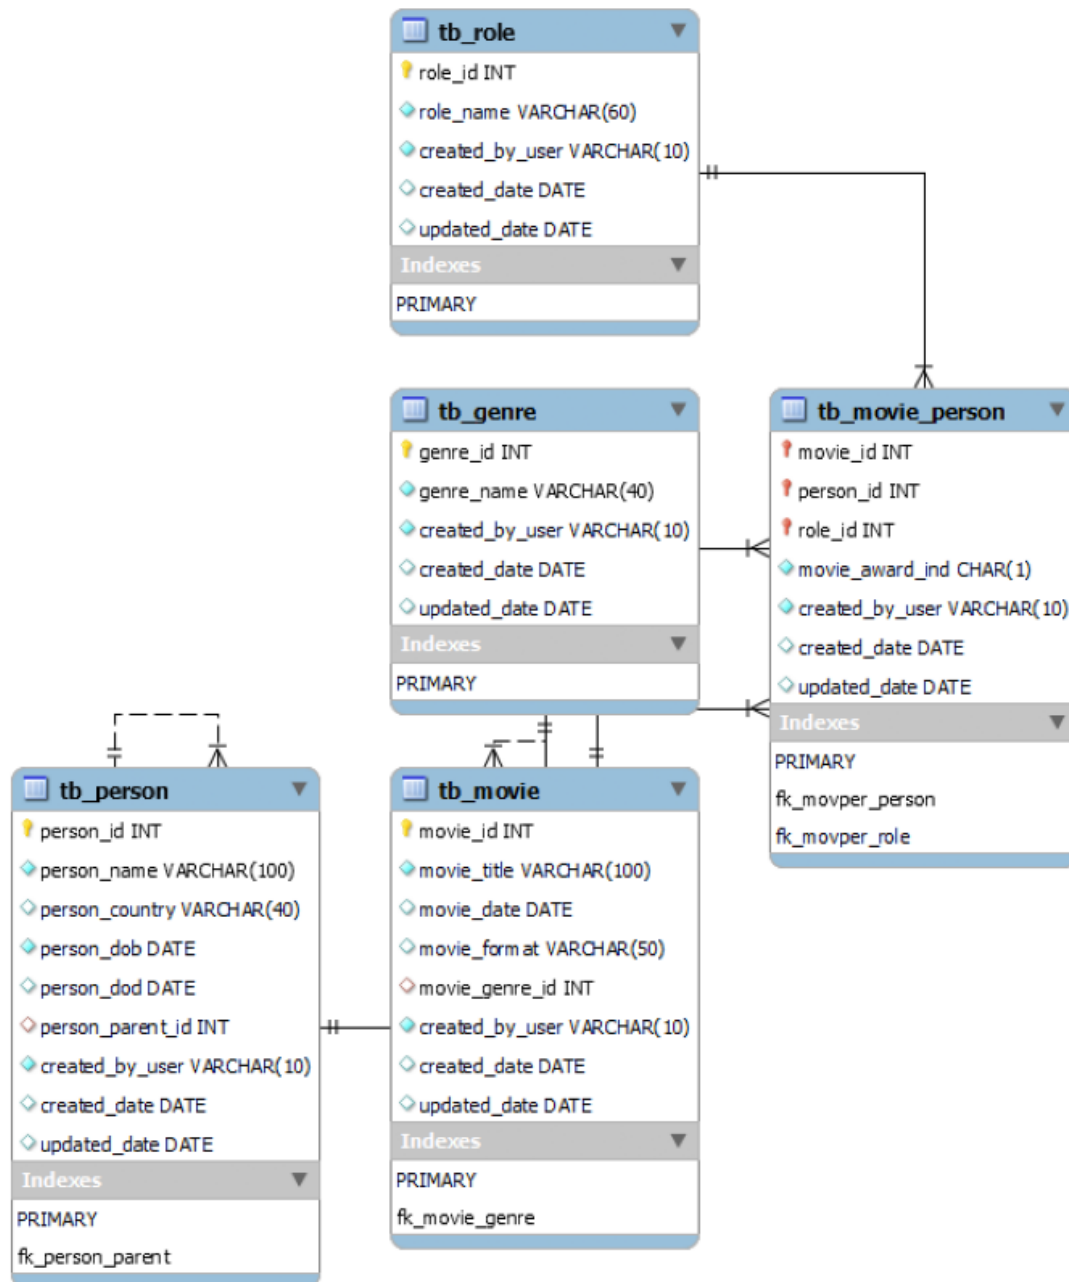 tb_role
role_id INT
role_name VARCHAR(60)
created_by_user VARCHAR(10)
created_date DATE
updated_date DATE
Indexes
PRIMARY
tb_genre
genre_id INT
genre_name VARCHAR(40)
created_by_user VARCHAR(10)
created_date DATE
updated_date DATE
Indexes
PRIMARY
tb_movie_person
movie_id INT
person_id INT
role_id INT
movie_award_ind CHAR(1)
created_by_user VARCHAR(10)
created_date DATE
updated_date DATE
Indexes
PRIMARY
fk_movper_person
fk_movper_role
tb_person
person_id INT
person_name VARCHAR(100)
person_country VARCHAR(40)
person_dob DATE
person_dod DATE
person_parent_id INT
created_by_user VARCHAR(10)
created_date DATE
updated_date DATE
Indexes
PRIMARY
fk_person_parent
tb_movie
movie_id INT
movie_title VARCHAR(100)
movie_date DATE
movie_format VARCHAR(50)
movie_genre_id INT
created_by_user VARCHAR(10)
created_date DATE
updated_date DATE
Indexes
PRIMARY
fk_movie_genre